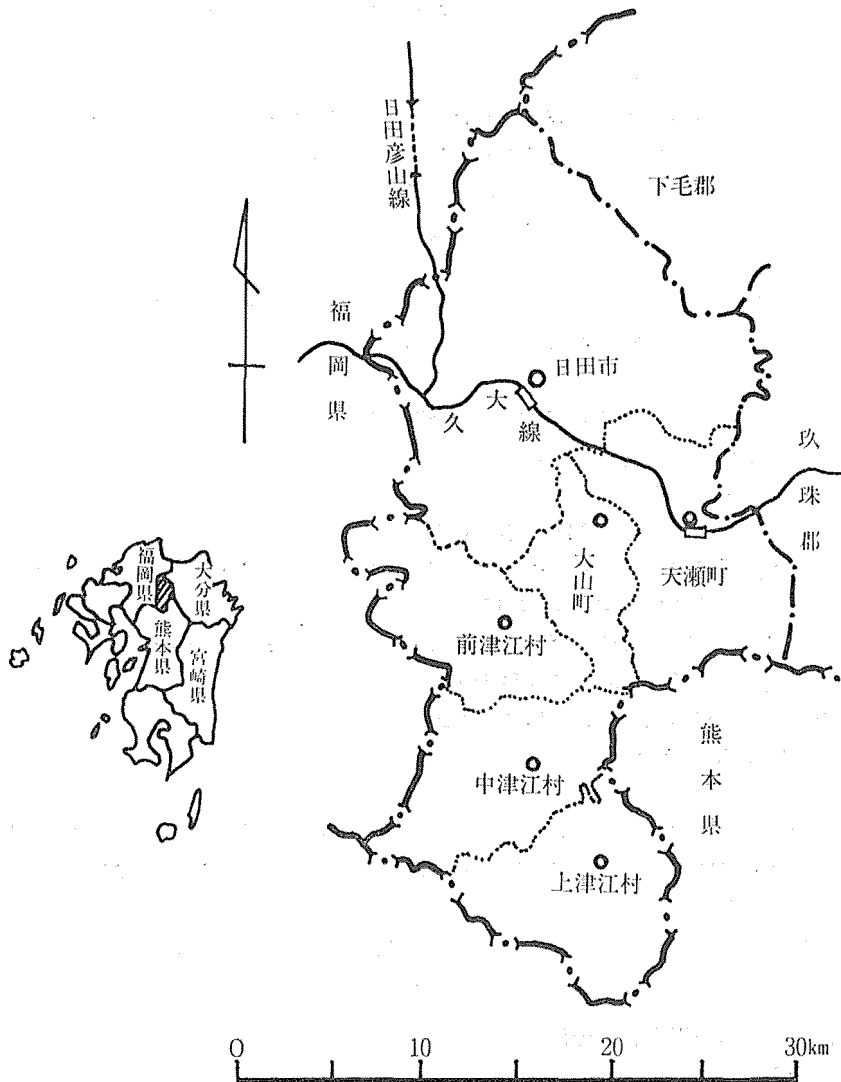 日田彦山線
下毛郡
福岡県
日田市
久大線
玖珠郡
大山町
天瀬町
前津江村
熊本県
中津江村
上津江村
福岡県
大分県
熊本県
宮崎県
0 10 20 30km